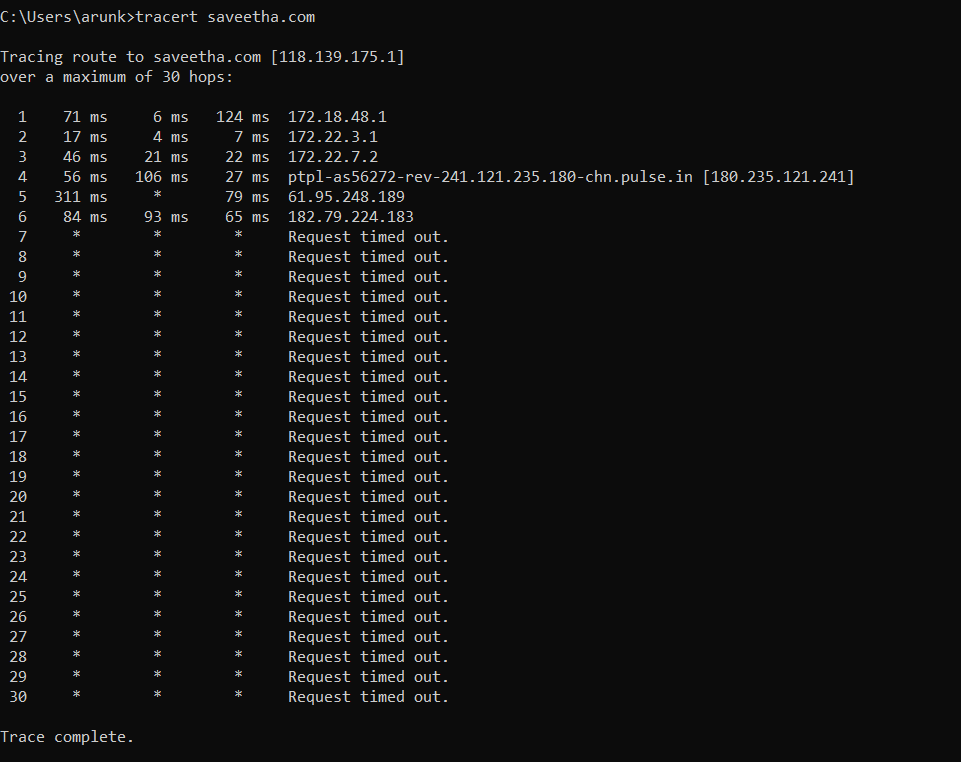 C:\Users\arunk>tracert saveetha.com
Tracing route to saveetha.com [118.139.175.1]
over a maximum of 30 hops:
1 71 ms 6 ms 124 ms 172.18.48.1
2 17 ms 4 ms 7 ms 172.22.3.1
3 46 ms 21 ms 22 ms 172.22.7.2
4 56 ms 106 ms 27 ms ptpl-as56272-rev-241.121.235.180-chn.pulse.in [180.235.121.241]
5 311 ms * 79 ms 61.95.248.189
6 84 ms 93 ms 65 ms 182.79.224.183
7 * * * Request timed out.
8 * * * Request timed out.
9 * * * Request timed out.
10 * * * Request timed out.
11 * * * Request timed out.
12 * * * Request timed out.
13 * * * Request timed out.
14 * * * Request timed out.
15 * * * Request timed out.
16 * * * Request timed out.
17 * * * Request timed out.
18 * * * Request timed out.
19 * * * Request timed out.
20 * * * Request timed out.
21 * * * Request timed out.
22 * * * Request timed out.
23 * * * Request timed out.
24 * * * Request timed out.
25 * * * Request timed out.
26 * * * Request timed out.
27 * * * Request timed out.
28 * * * Request timed out.
29 * * * Request timed out.
30 * * * Request timed out.
Trace complete.